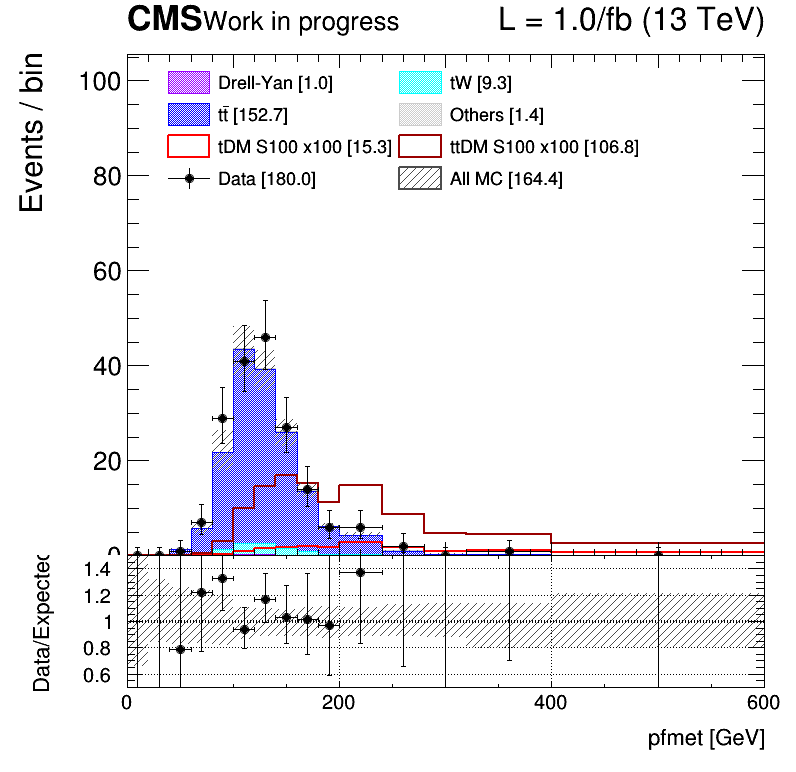 CMS Work in progress L = 1.0/fb (13 TeV)
Events / bin
100
80
60
40
20
0
Drell-Yan [1.0] tW [9.3]
tt̄ [152.7] Others [1.4]
tDM S100 x100 [15.3] ttDM S100 x100 [106.8]
Data [180.0] All MC [164.4]
Data/Expected
1.4
1.2
1
0.8
0.6
0 200 400 600
pfmet [GeV]